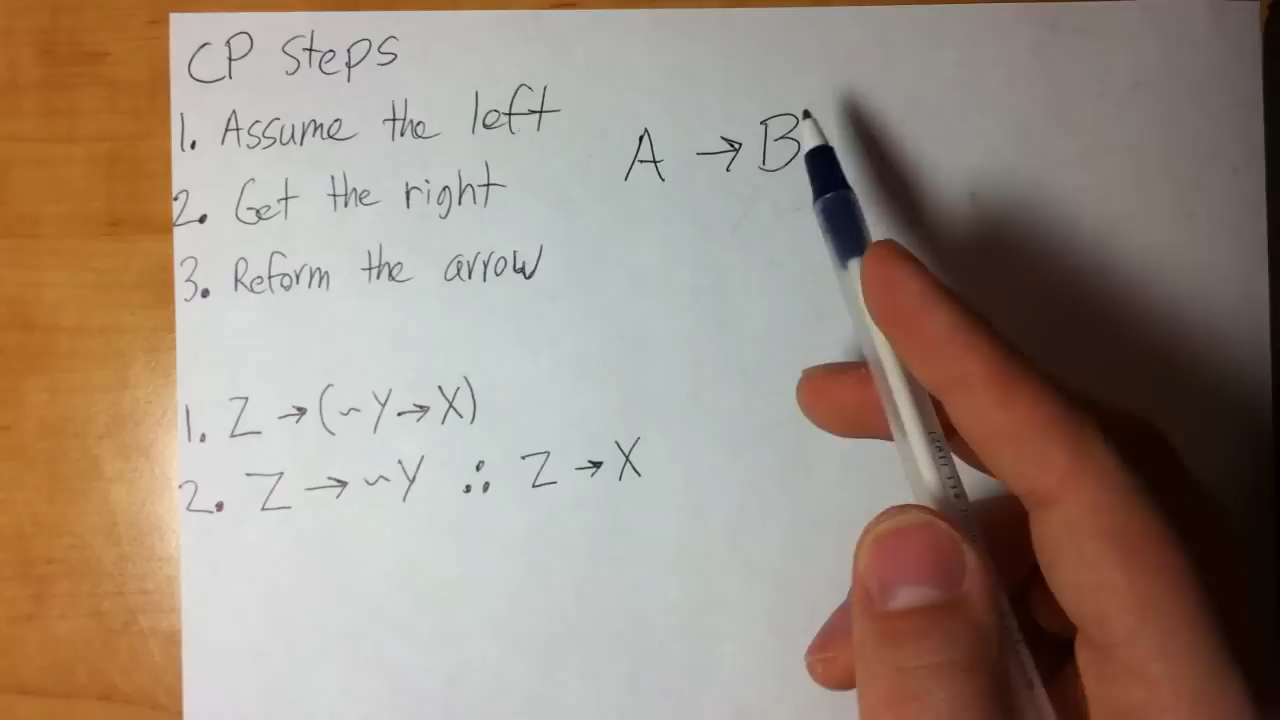 CP Steps
1. Assume the left
A → B
2. Get the right
3. Reform the arrow
1. Z → (~Y → X)
2. Z → ~Y ∴ Z → X